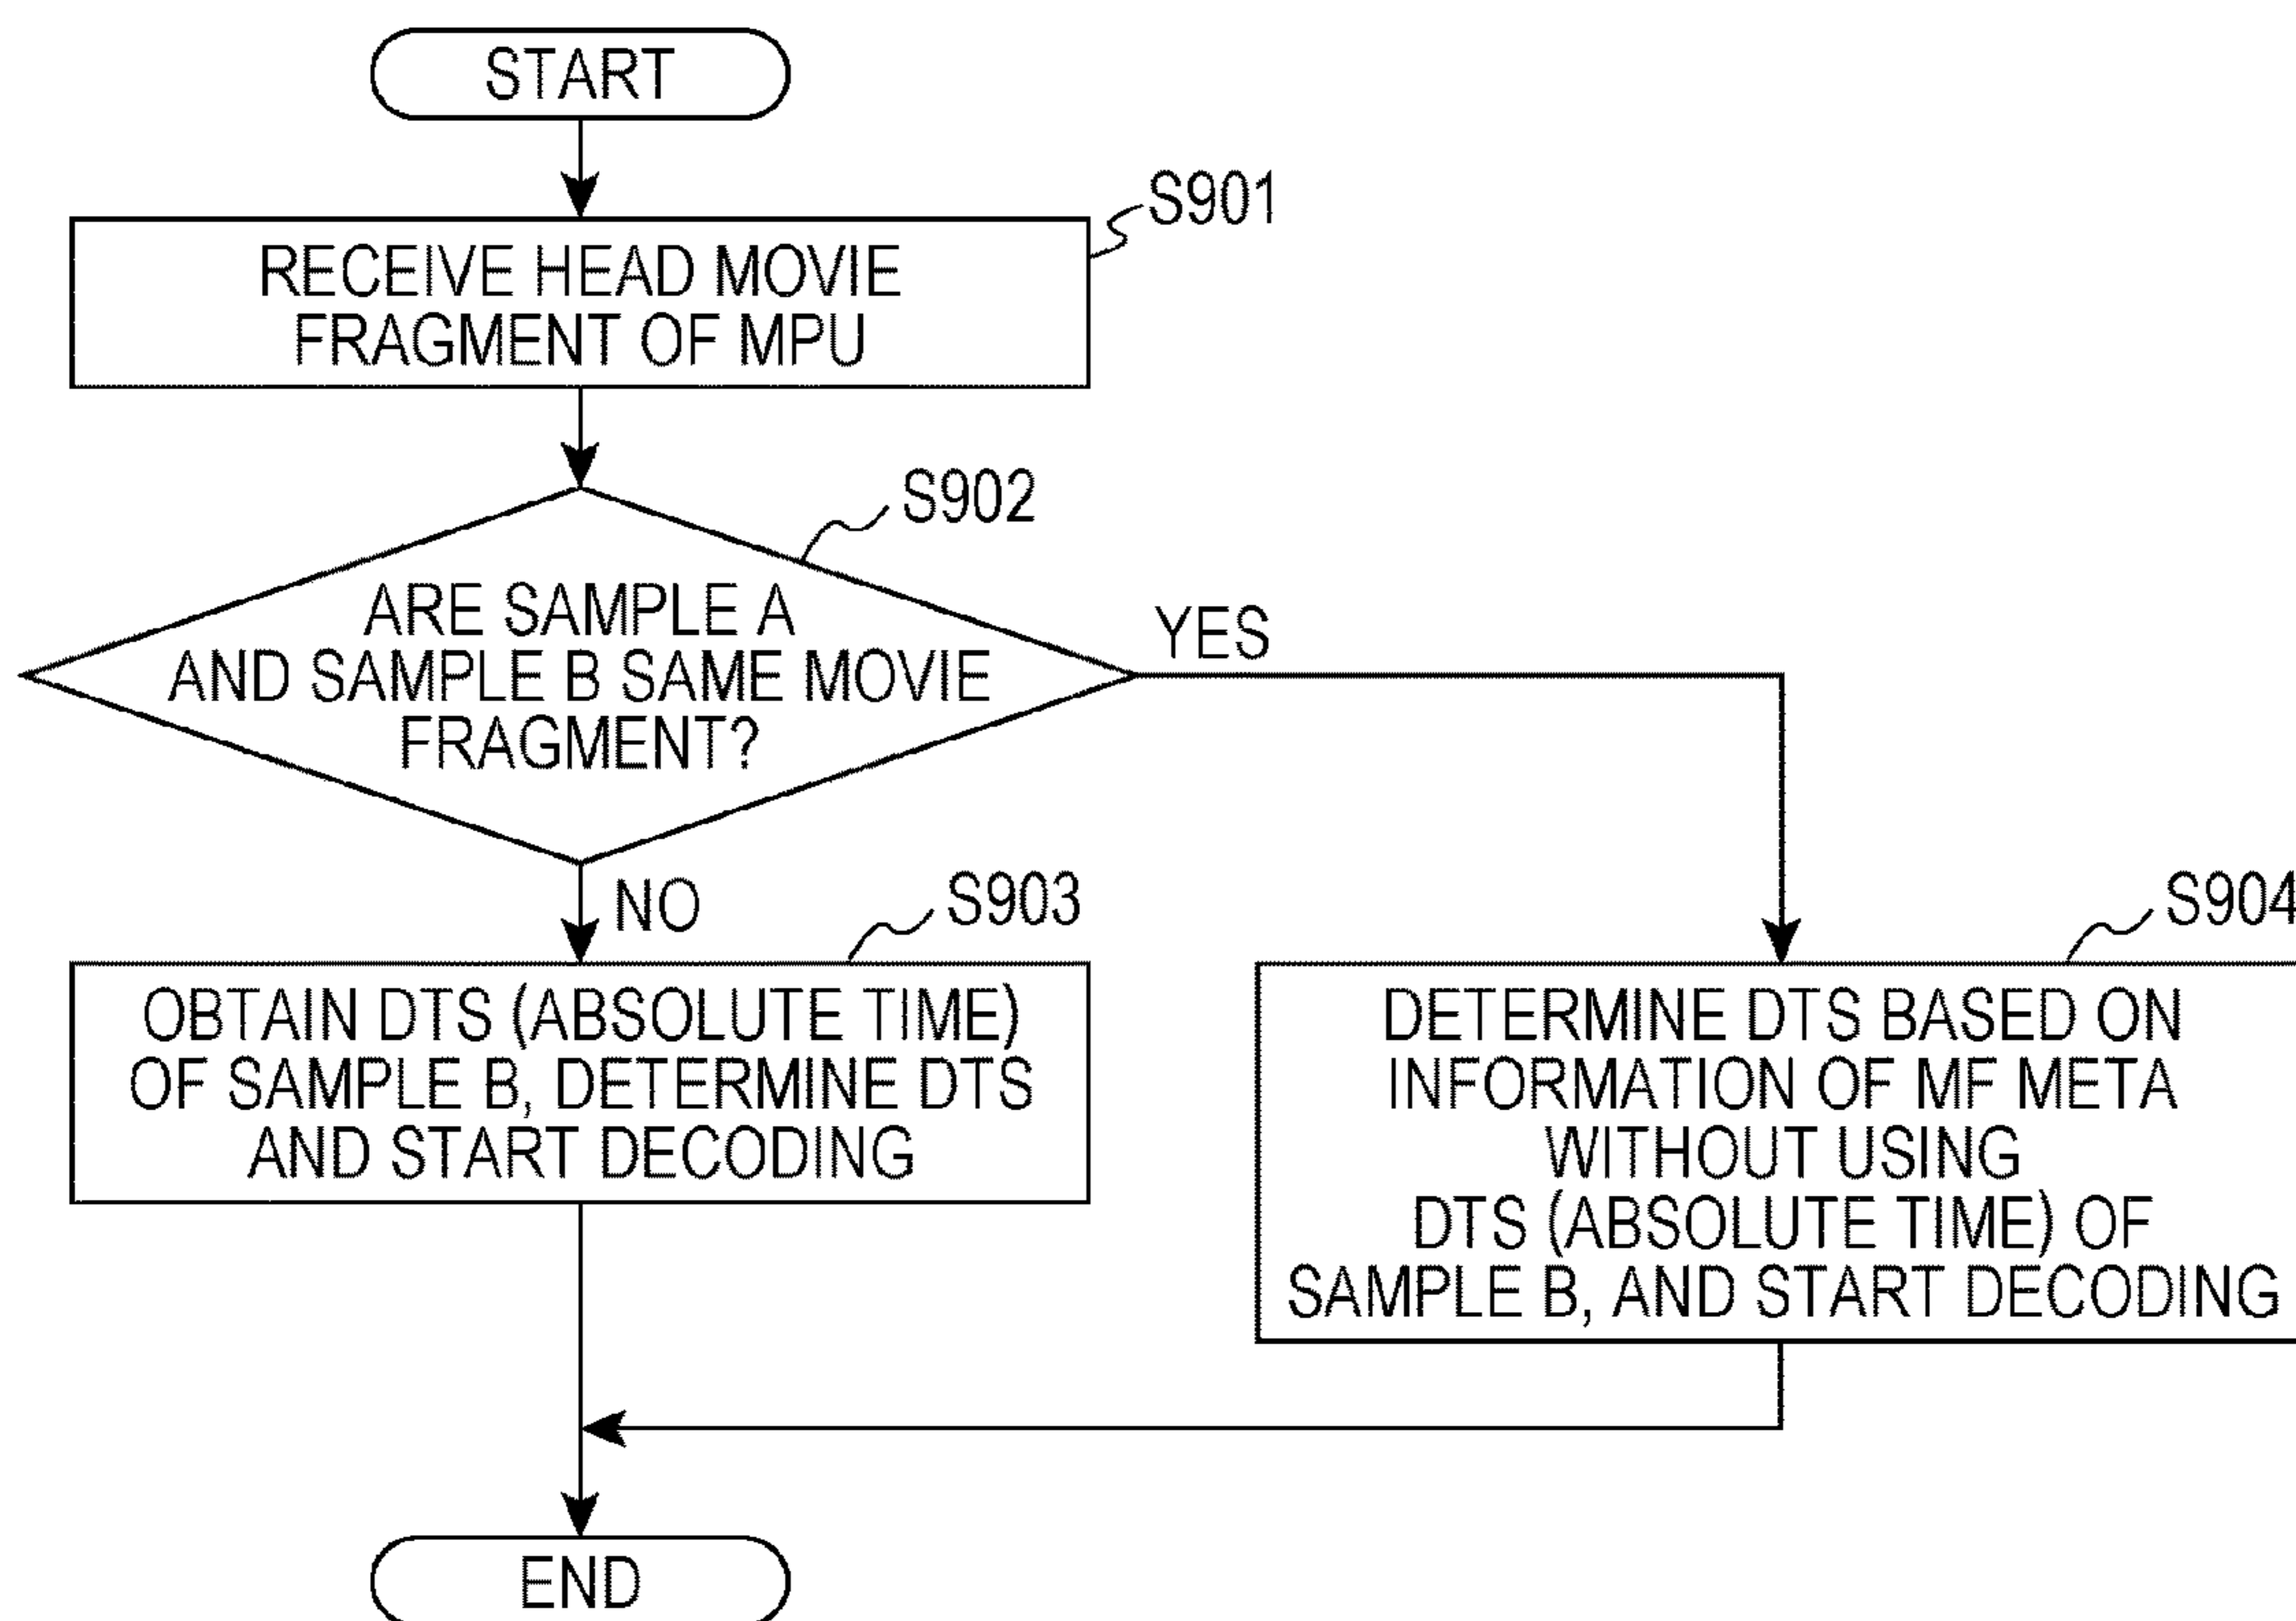 START
S901
RECEIVE HEAD MOVIE
FRAGMENT OF MPU
S902
ARE SAMPLE A
AND SAMPLE B SAME MOVIE
FRAGMENT?
YES
NO
S903
OBTAIN DTS (ABSOLUTE TIME)
OF SAMPLE B, DETERMINE DTS
AND START DECODING
S904
DETERMINE DTS BASED ON
INFORMATION OF MF META
WITHOUT USING
DTS (ABSOLUTE TIME) OF
SAMPLE B, AND START DECODING
END